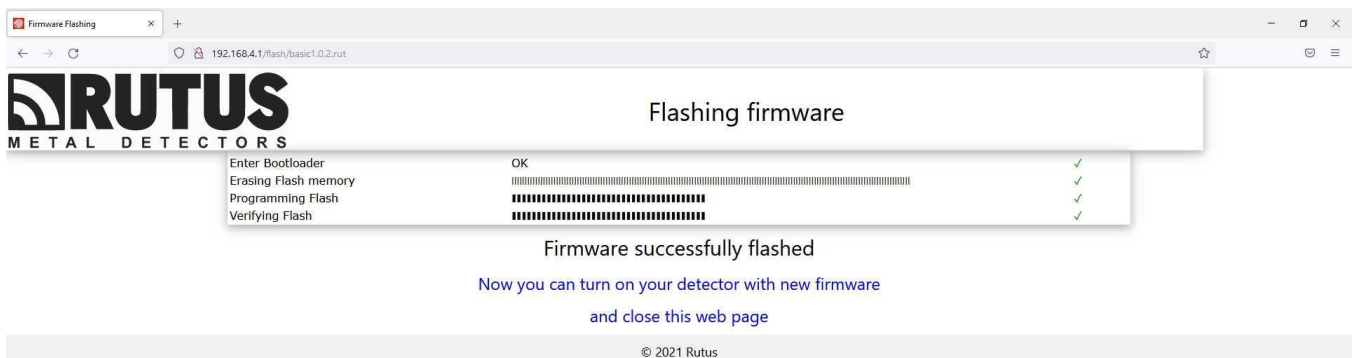 Firmware Flashing
192.168.4.1/flash/basic1.0.2.rut
RUTUS
METAL DETECTORS
Flashing firmware
Enter Bootloader OK ✓
Erasing Flash memory ✓
Programming Flash ✓
Verifying Flash ✓
Firmware successfully flashed
Now you can turn on your detector with new firmware
and close this web page
© 2021 Rutus